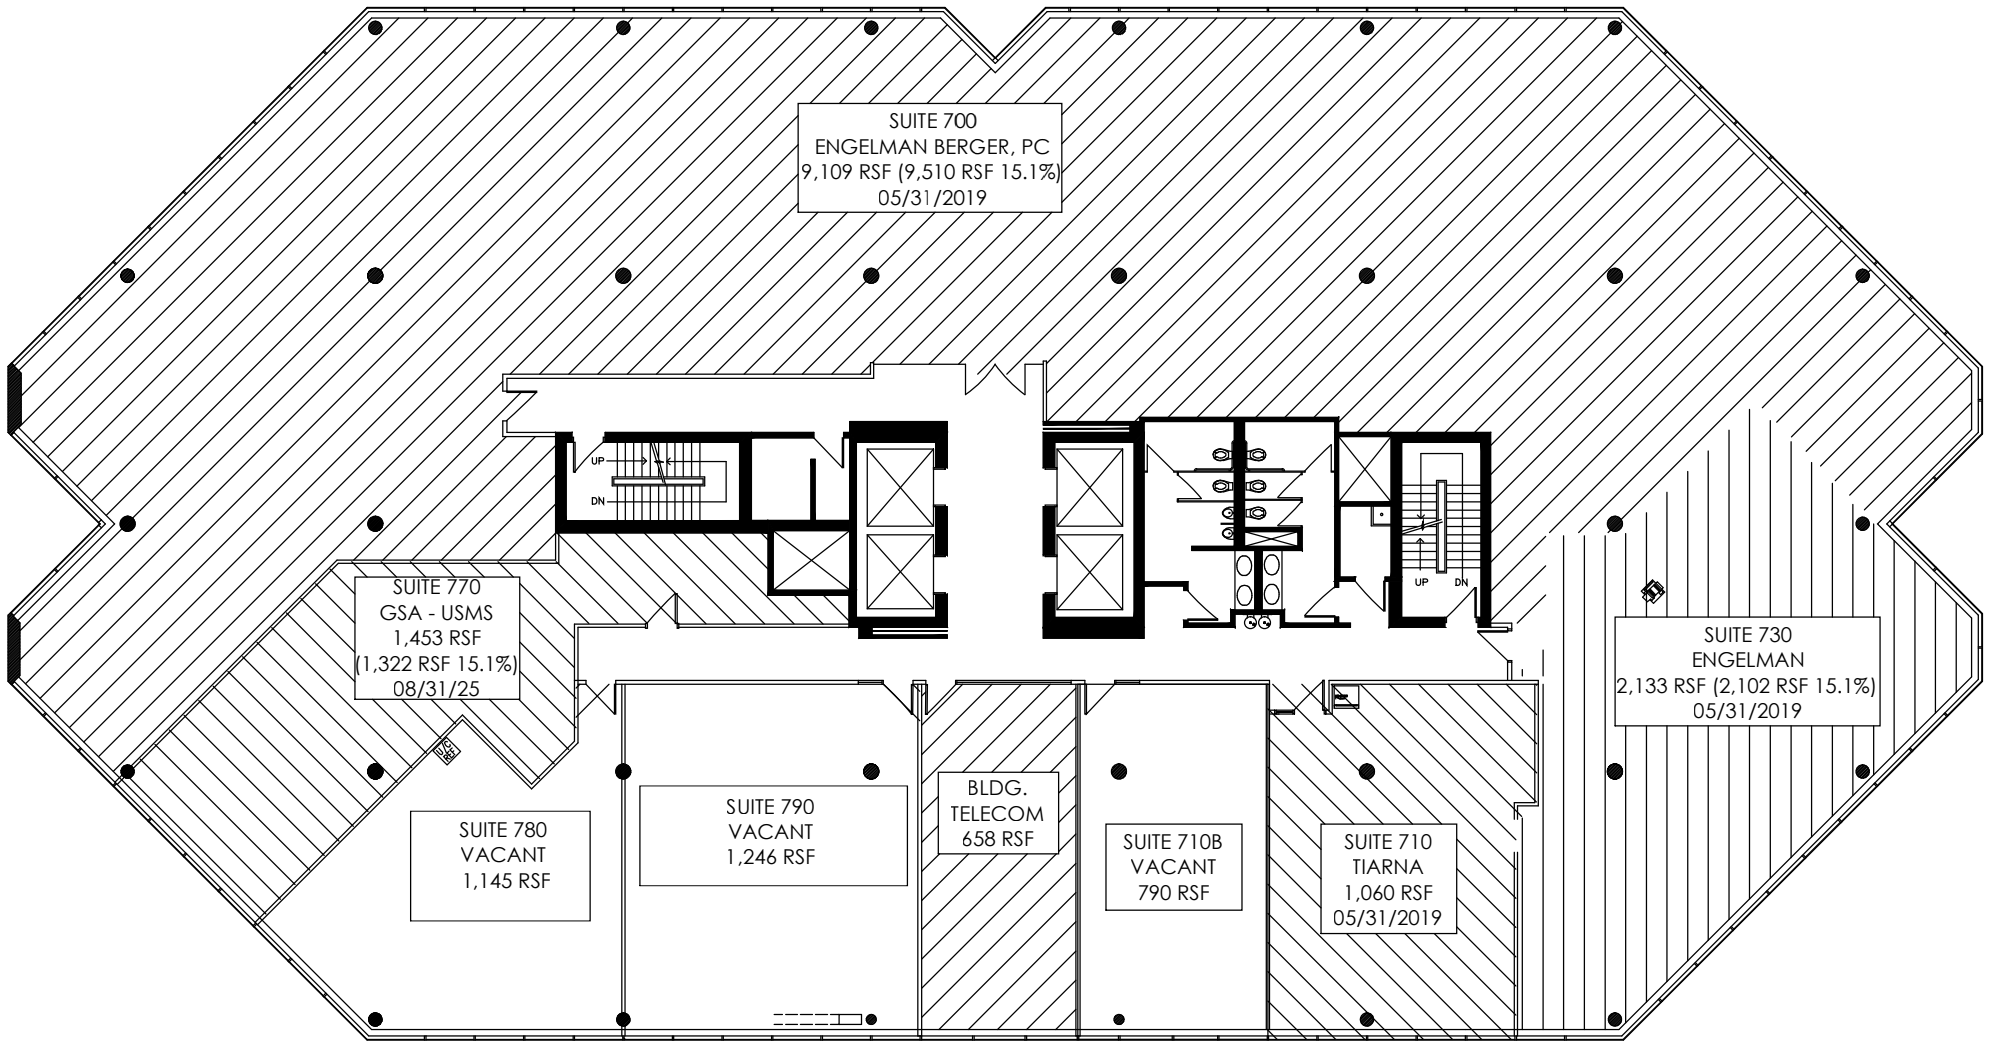 SUITE 700
ENGELMAN BERGER, PC
9,109 RSF (9,510 RSF 15.1%)
05/31/2019
UP
DN
UP
DN
SUITE 770
GSA - USMS
1,453 RSF
(1,322 RSF 15.1%)
08/31/25
SUITE 730
ENGELMAN
2,133 RSF (2,102 RSF 15.1%)
05/31/2019
U/C
REF
SUITE 780
VACANT
1,145 RSF
SUITE 790
VACANT
1,246 RSF
BLDG.
TELECOM
658 RSF
SUITE 710B
VACANT
790 RSF
SUITE 710
TIARNA
1,060 RSF
05/31/2019